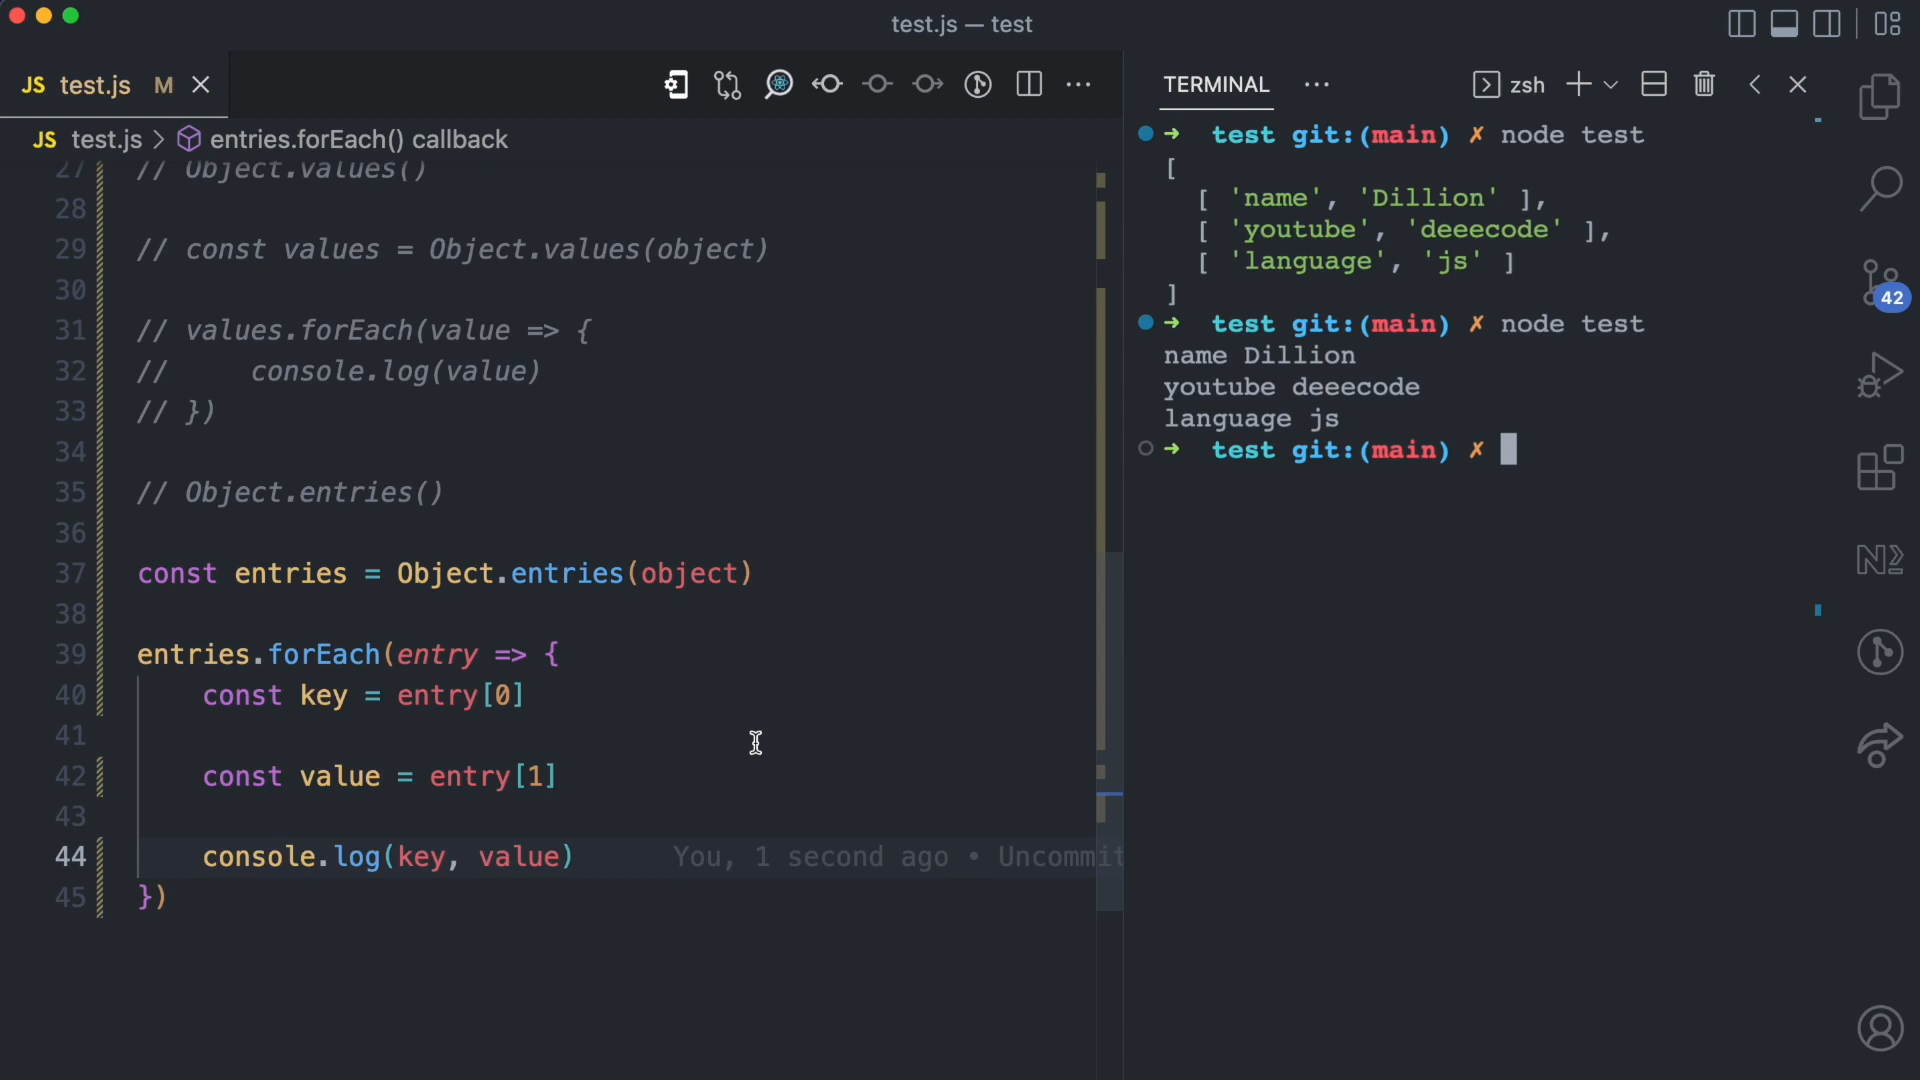 test.js — test
JS test.js M
TERMINAL
zsh
JS test.js > entries.forEach() callback
27 // Object.values()
28
29 // const values = Object.values(object)
30
31 // values.forEach(value => {
32 //     console.log(value)
33 // })
34
35 // Object.entries()
36
37 const entries = Object.entries(object)
38
39 entries.forEach(entry => {
40     const key = entry[0]
41
42     const value = entry[1]
43
44     console.log(key, value) You, 1 second ago • Uncommit
45 })
➜ test git:(main) ✗ node test
[
  [ 'name', 'Dillion' ],
  [ 'youtube', 'deeecode' ],
  [ 'language', 'js' ]
]
➜ test git:(main) ✗ node test
name Dillion
youtube deeecode
language js
➜ test git:(main) ✗
42